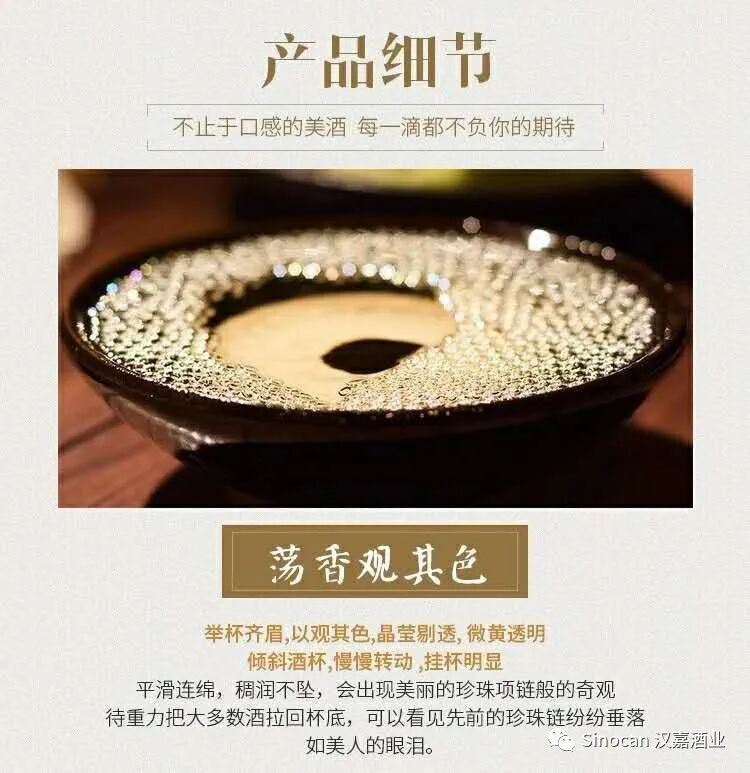 产品细节
不止于口感的美酒 每一滴都不负你的期待
荡香观其色
举杯齐眉,以观其色,晶莹剔透, 微黄透明
倾斜酒杯,慢慢转动 ,挂杯明显
平滑连绵，稠润不坠，会出现美丽的珍珠项链般的奇观
待重力把大多数酒拉回杯底，可以看见先前的珍珠链纷纷垂落
如美人的眼泪。
Sinocan 汉嘉酒业